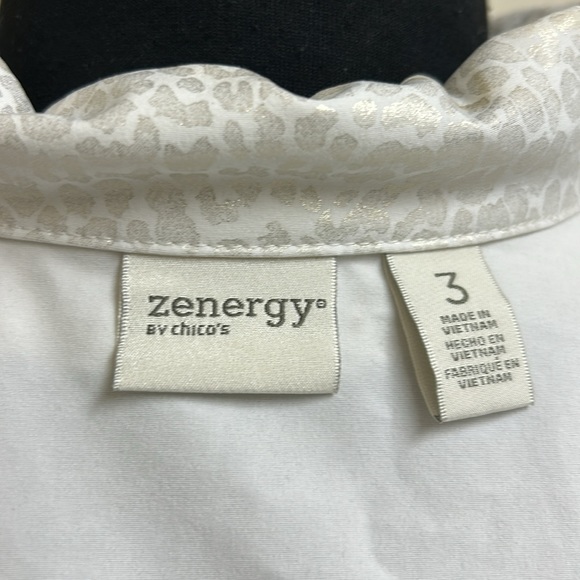 zenergy®
BY CHICO'S
3
MADE IN
VIETNAM
HECHO EN
VIETNAM
FABRIQUÉ EN
VIETNAM